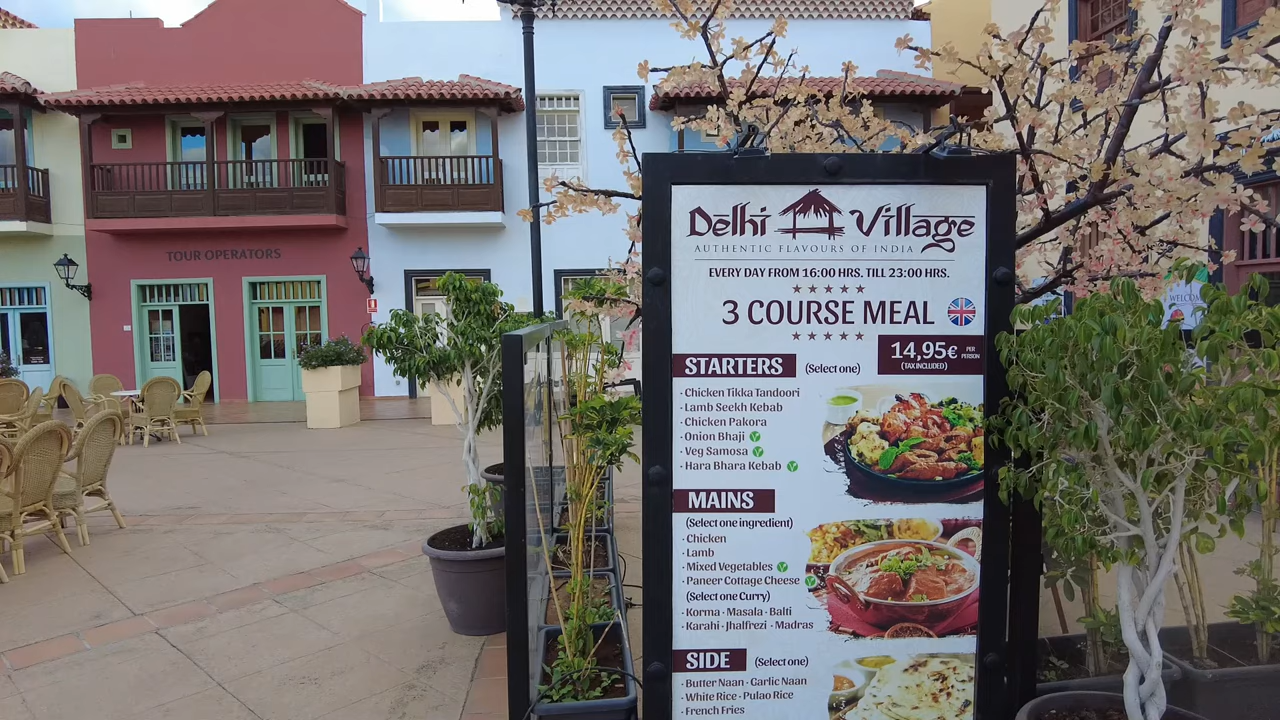 TOUR OPERATORS
Delhi Village
AUTHENTIC FLAVOURS OF INDIA
EVERY DAY FROM 16:00 HRS. TILL 23:00 HRS.
3 COURSE MEAL
14,95€ PER PERSON
(TAX INCLUDED)
STARTERS (Select one)
· Chicken Tikka Tandoori
· Lamb Seekh Kebab
· Chicken Pakora
· Onion Bhaji
· Veg Samosa
· Hara Bhara Kebab
MAINS
(Select one ingredient)
· Chicken
· Lamb
· Mixed Vegetables
· Paneer Cottage Cheese
(Select one Curry)
· Korma · Masala · Balti
· Karahi · Jhalfrezi · Madras
SIDE (Select one)
· Butter Naan · Garlic Naan
· White Rice · Pulao Rice
· French Fries
WELCOME